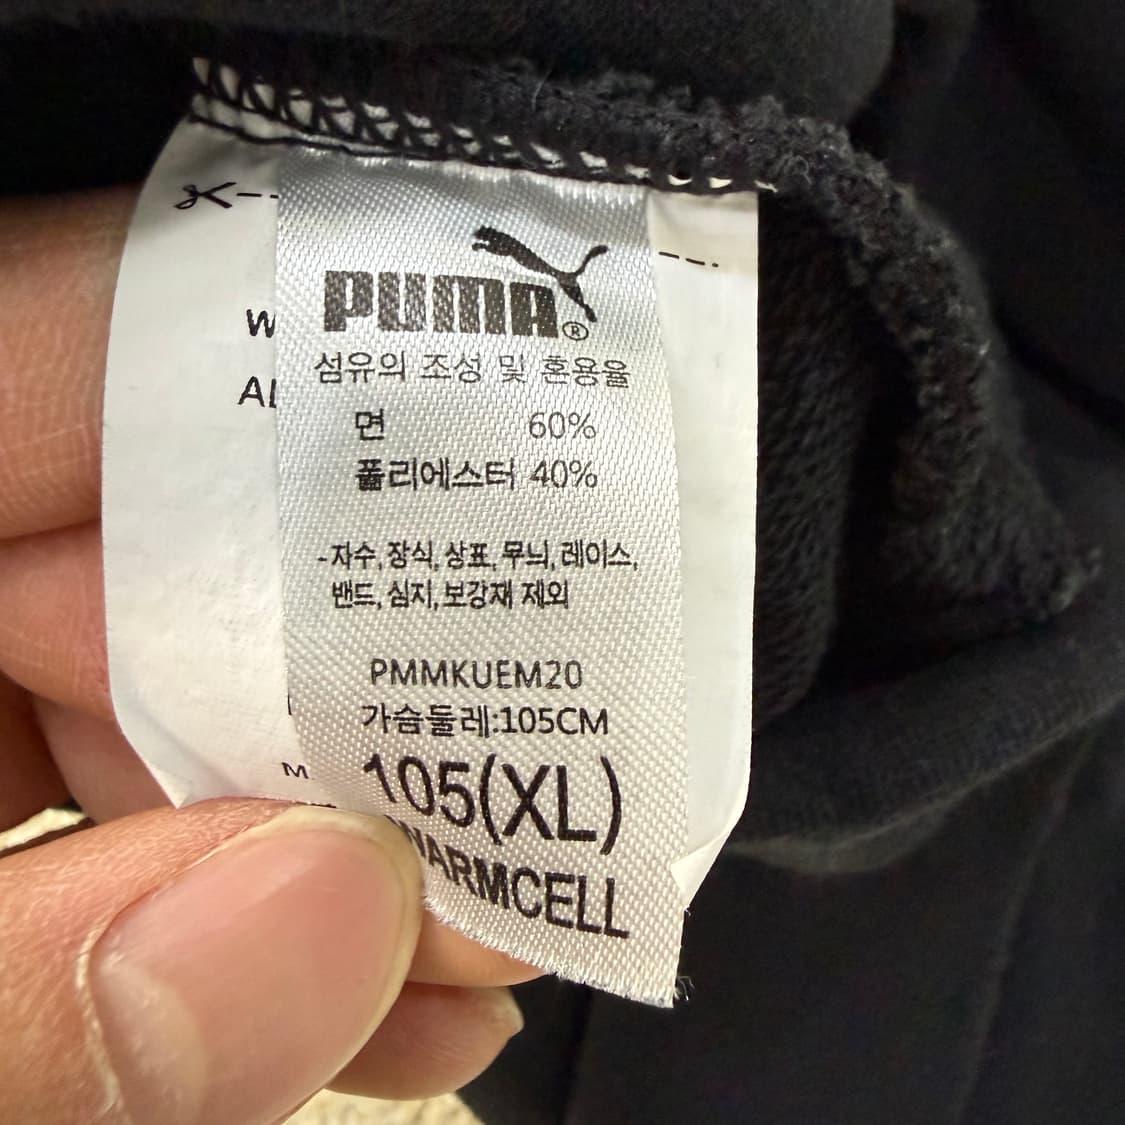 PUMA®
섬유의 조성 및 혼용율
면 60%
폴리에스터 40%
-자수,장식,상표,무늬,레이스,
밴드,심지,보강재 제외
PMMKUEM20
가슴둘레:105CM
105(XL)
WARMCELL